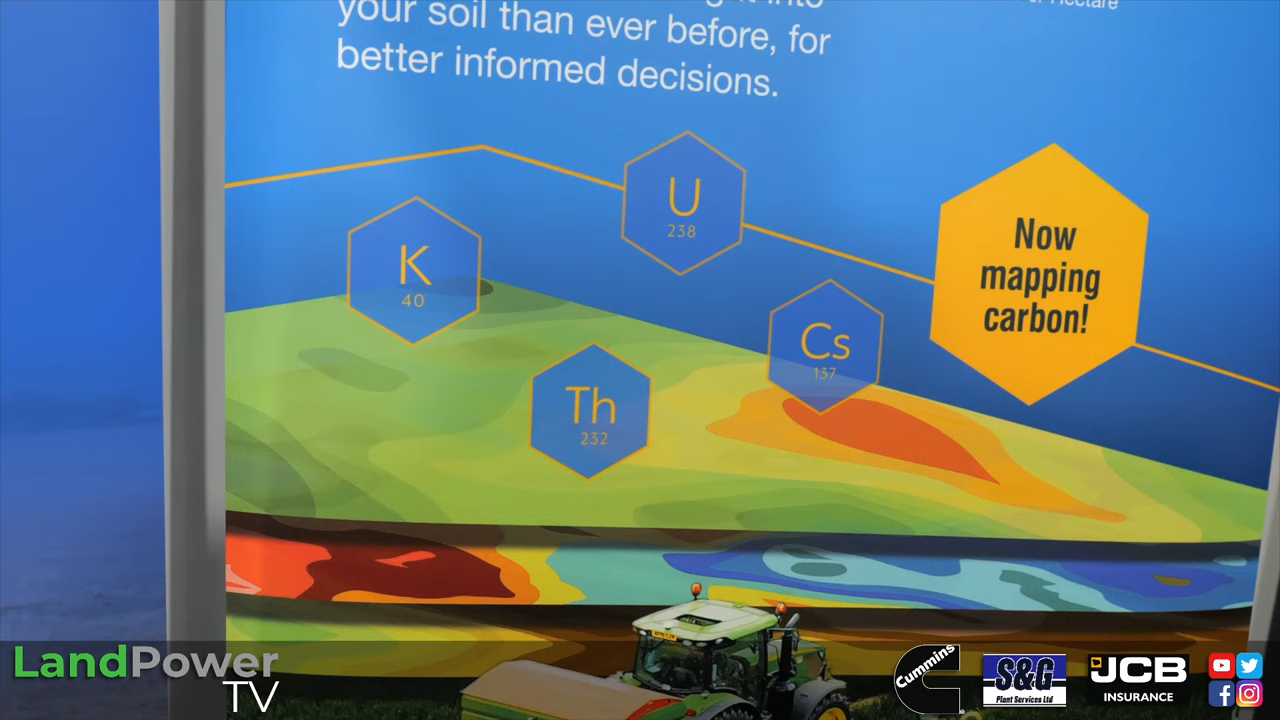 your soil than ever before, for
better informed decisions.
U
238
K
40
Now
mapping
carbon!
Cs
137
Th
232
LandPower
TV
Cummins
S&G
Plant Services Ltd
JCB
INSURANCE